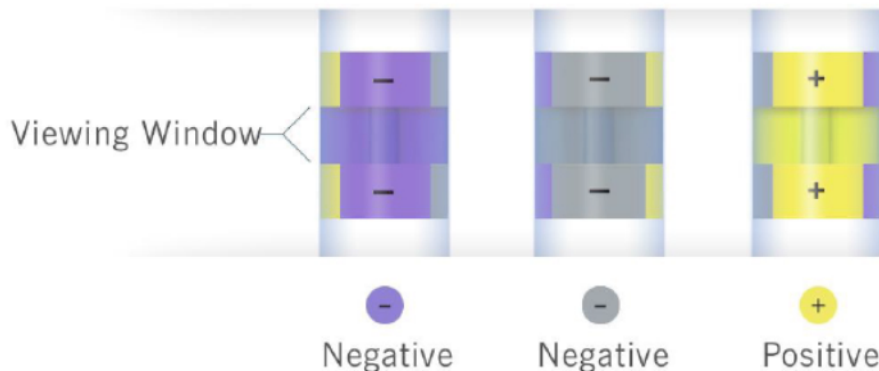 − − +
Viewing Window
− − +
- - +
Negative Negative Positive